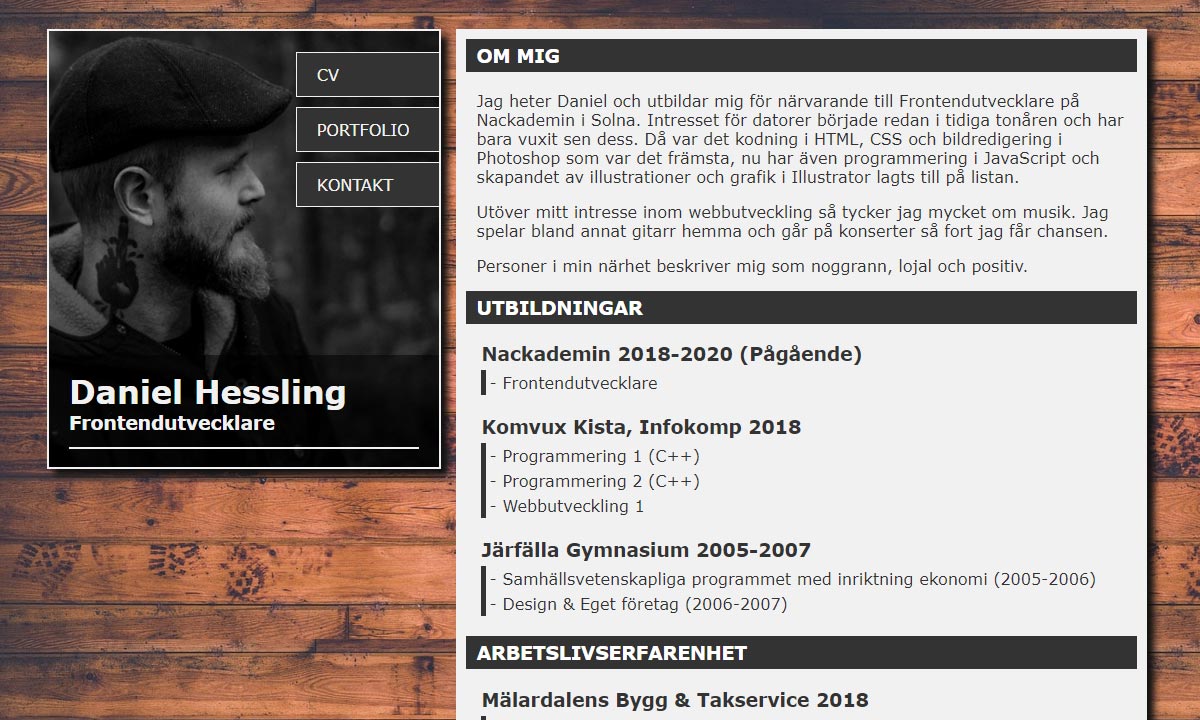 CV
PORTFOLIO
KONTAKT
Daniel Hessling
Frontendutvecklare
OM MIG
Jag heter Daniel och utbildar mig för närvarande till Frontendutvecklare på
Nackademin i Solna. Intresset för datorer började redan i tidiga tonåren och har
bara vuxit sen dess. Då var det kodning i HTML, CSS och bildredigering i
Photoshop som var det främsta, nu har även programmering i JavaScript och
skapandet av illustrationer och grafik i Illustrator lagts till på listan.
Utöver mitt intresse inom webbutveckling så tycker jag mycket om musik. Jag
spelar bland annat gitarr hemma och går på konserter så fort jag får chansen.
Personer i min närhet beskriver mig som noggrann, lojal och positiv.
UTBILDNINGAR
Nackademin 2018-2020 (Pågående)
- Frontendutvecklare
Komvux Kista, Infokomp 2018
- Programmering 1 (C++)
- Programmering 2 (C++)
- Webbutveckling 1
Järfälla Gymnasium 2005-2007
- Samhällsvetenskapliga programmet med inriktning ekonomi (2005-2006)
- Design & Eget företag (2006-2007)
ARBETSLIVSERFARENHET
Mälardalens Bygg & Takservice 2018